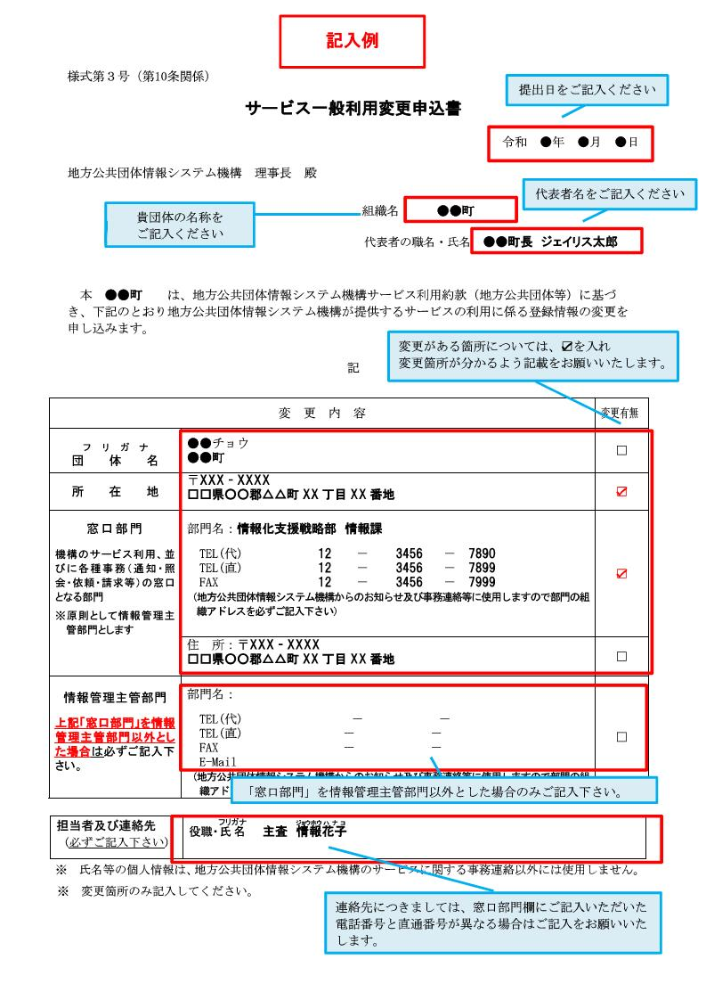 記入例
様式第３号（第10条関係）
提出日をご記入ください
サービス一般利用変更申込書
令和　●年　●月　●日
地方公共団体情報システム機構　理事長　殿
代表者名をご記入ください
貴団体の名称を
ご記入ください
組織名　●●町
代表者の職名・氏名　●●町長　ジェイリス太郎
本　●●町　　は、地方公共団体情報システム機構サービス利用約款（地方公共団体等）に基づ
き、下記のとおり地方公共団体情報システム機構が提供するサービスの利用に係る登録情報の変更を
申し込みます。
変更がある箇所については、☑を入れ
変更箇所が分かるよう記載をお願いいたします。
記
変　更　内　容　変更有無
フリガナ　●●チョウ
団体名　●●町　☐
〒XXX－XXXX
所在地　□□県〇〇郡△△町 XX 丁目 XX 番地　☑
窓口部門　部門名：情報化支援戦略部　情報課
機構のサービス利用、並
びに各種事務（通知・照
会・依頼・請求等）の窓口
となる部門
※原則として情報管理主
管部門とします
TEL(代)　12　－　3456　－　7890
TEL(直)　12　－　3456　－　7899
FAX　12　－　3456　－　7999
☑
（地方公共団体情報システム機構からのお知らせ及び事務連絡等に使用しますので部門の組
織アドレスを必ずご記入下さい）
住　所：〒XXX－XXXX
□□県〇〇郡△△町 XX 丁目 XX 番地　☐
情報管理主管部門　部門名：
上記「窓口部門」を情報
管理主管部門以外とし
た場合は必ずご記入下
さい。
TEL(代)　－　－
TEL(直)　－　－
FAX　－　－
E-Mail
☐
（地方公共団体情報システム機構からのお知らせ及び事務連絡等に使用しますので部門の組
織アド
「窓口部門」を情報管理主管部門以外とした場合のみご記入下さい。
担当者及び連絡先
（必ずご記入下さい）
フリガナ　ジョウホウハナコ
役職・氏名　主査　情報花子
※　氏名等の個人情報は、地方公共団体情報システム機構のサービスに関する事務連絡以外には使用しません。
※　変更箇所のみ記入してください。
連絡先につきましては、窓口部門欄にご記入いただいた
電話番号と直通番号が異なる場合はご記入をお願いいた
します。